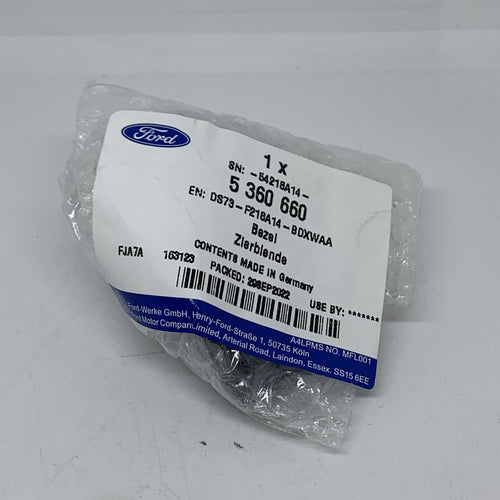 Ford
1 x
SN: -54218A14-
5 360 660
EN: DS73-F218A14-BDXWAA
Bezel
Zierblende
CONTENTS MADE IN Germany
FJA7A 163123 PACKED: 29SEP2022
USE BY: *******
A4LPMS NO. MFL001
Ford-Werke GmbH, Henry-Ford-Straße 1, 50735 Köln
Motor Company Limited, Arterial Road, Laindon, Essex. SS15 6EE